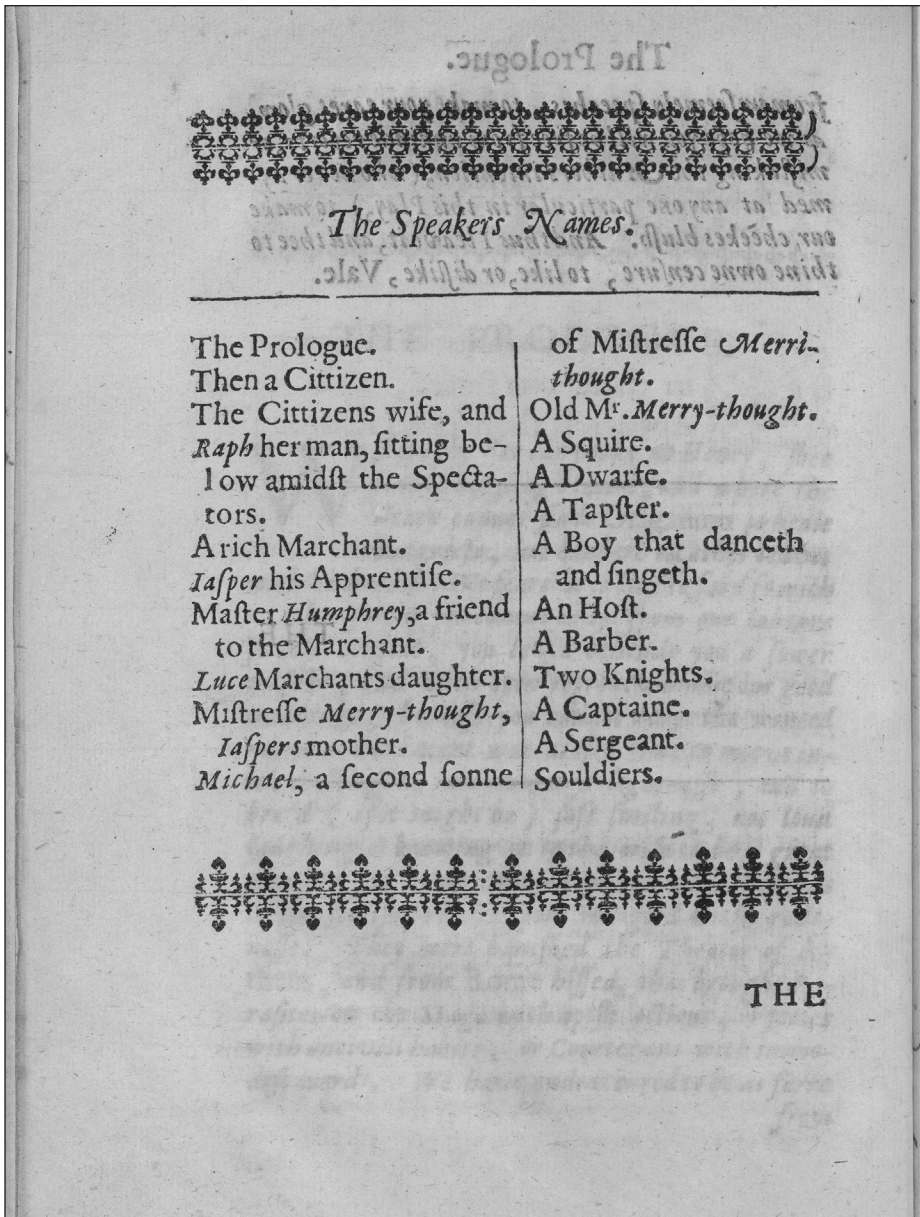 The Speakers Names.
The Prologue.
Then a Cittizen.
The Cittizens wife, and
Raph her man, ſitting be-
low amidſt the Specta-
tors.
A rich Marchant.
Iaſper his Apprentiſe.
Maſter Humphrey, a friend
to the Marchant.
Luce Marchants daughter.
Miſtreſſe Merry-thought,
Iaſpers mother.
Michael, a ſecond ſonne
of Miſtreſſe Merri-
thought.
Old Mr. Merry-thought.
A Squire.
A Dwarfe.
A Tapſter.
A Boy that danceth
and ſingeth.
An Hoſt.
A Barber.
Two Knights.
A Captaine.
A Sergeant.
Souldiers.
THE